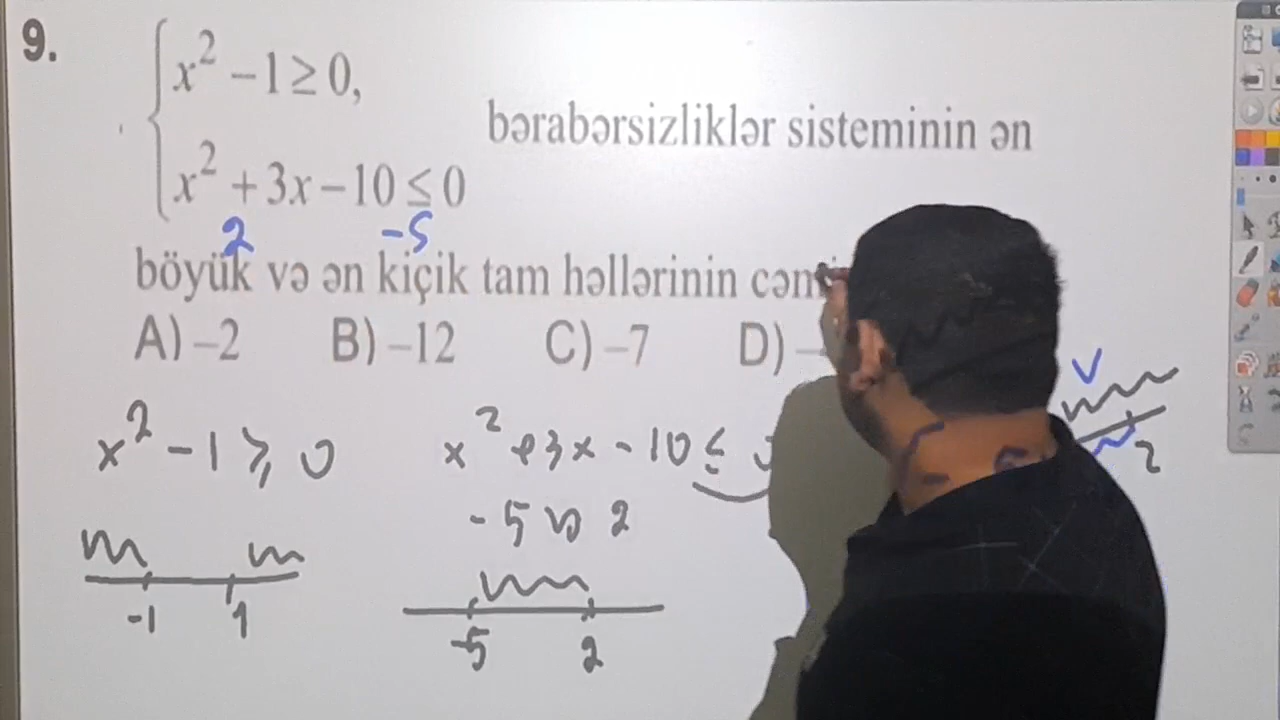 9.
x² − 1 ≥ 0,
bərabərsizliklər sisteminin ən
x² + 3x − 10 ≤ 0
2 -5
böyük və ən kiçik tam həllərinin
A) −2 B) −12 C) −7 D) −
x² - 1 ≥ 0 x² + 3x - 10 ≤
-5 və 2
-1 1
-5 2
2